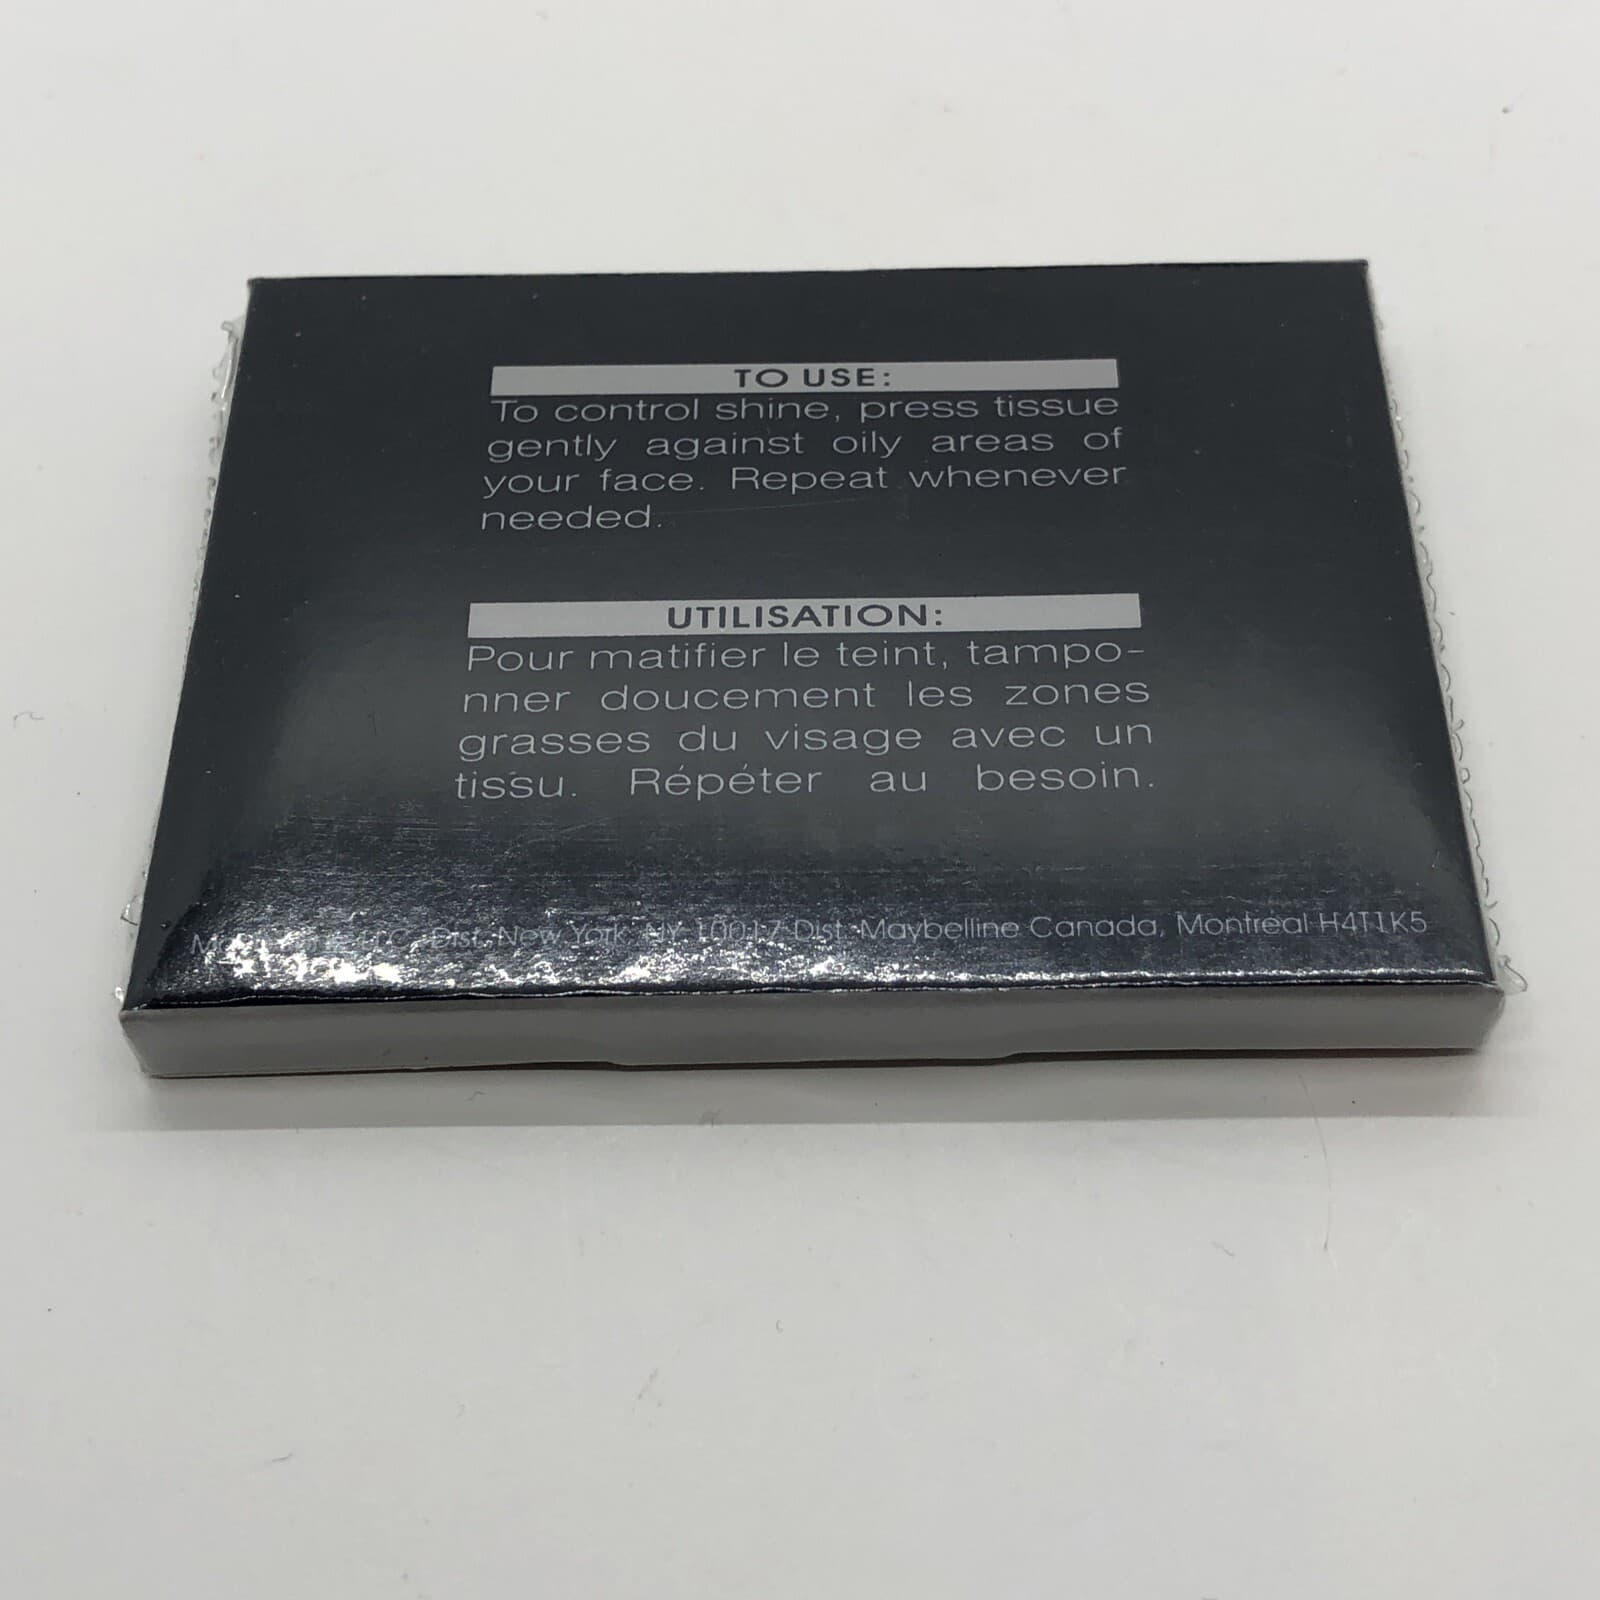 TO USE:
To control shine, press tissue
gently against oily areas of
your face. Repeat whenever
needed.
UTILISATION:
Pour matifier le teint, tampo-
nner doucement les zones
grasses du visage avec un
tissu. Répéter au besoin.
LLC, Dist. New York, NY 10017 Dist. Maybelline Canada, Montréal H4T1K5